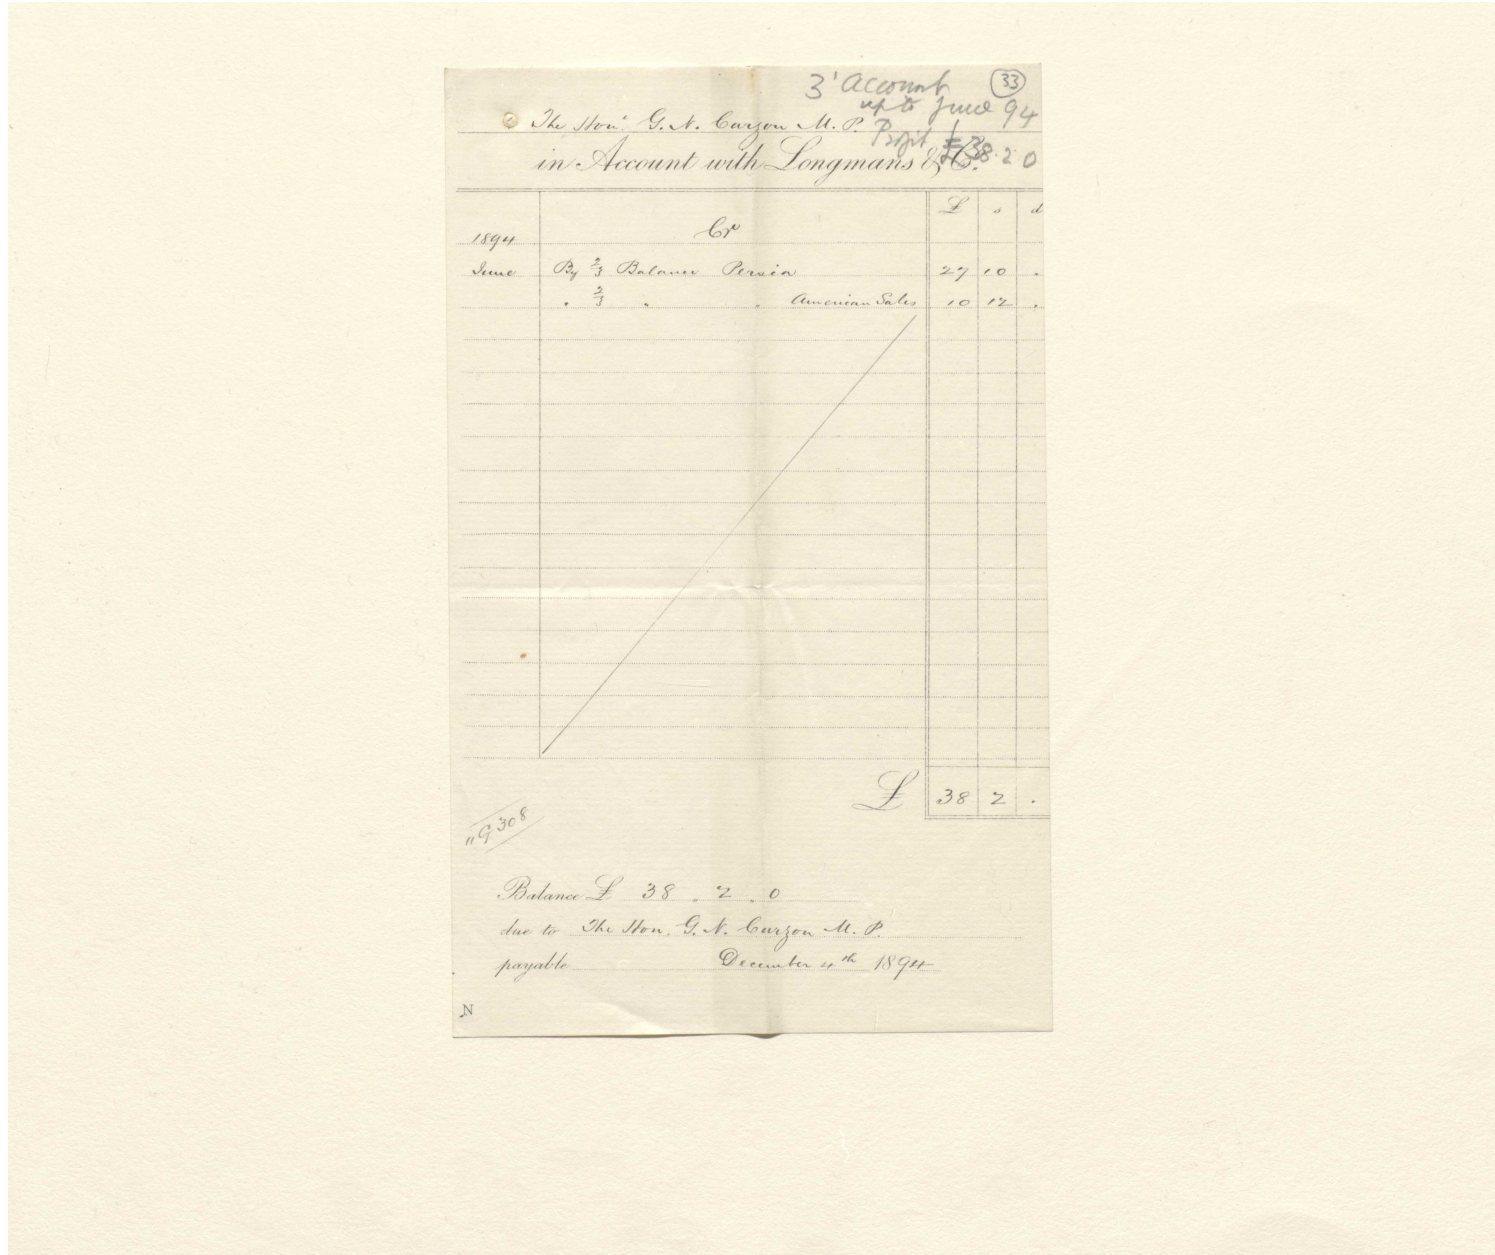 33
3' Account
up to June 94
Profit £38. 2. 0
The Hon. G. N. Curzon M. P.
in Account with Longmans & Co.
£ s d
1894 Cr
June By 2/3 Balance Persia 27 10 .
" 2/3 " " American Sales 10 12 .
£ 38 2 .
"G308
Balance £ 38 . 2 . 0
due to The Hon. G. N. Curzon M. P.
payable December 4th 1894
N